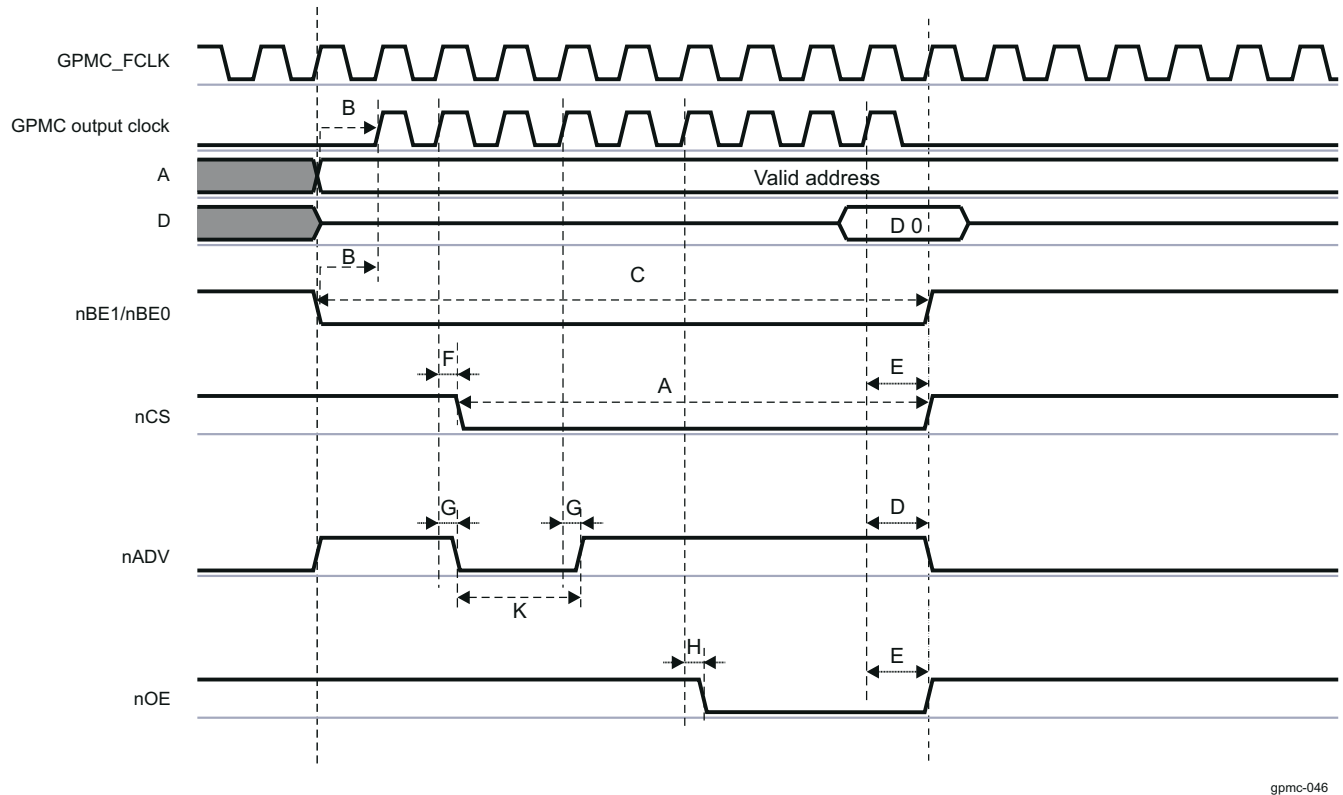 GPMC_FCLK
B
GPMC output clock
A
Valid address
D
D 0
B
C
nBE1/nBE0
F
E
A
nCS
G
G
D
nADV
K
H
E
nOE
gpmc-046